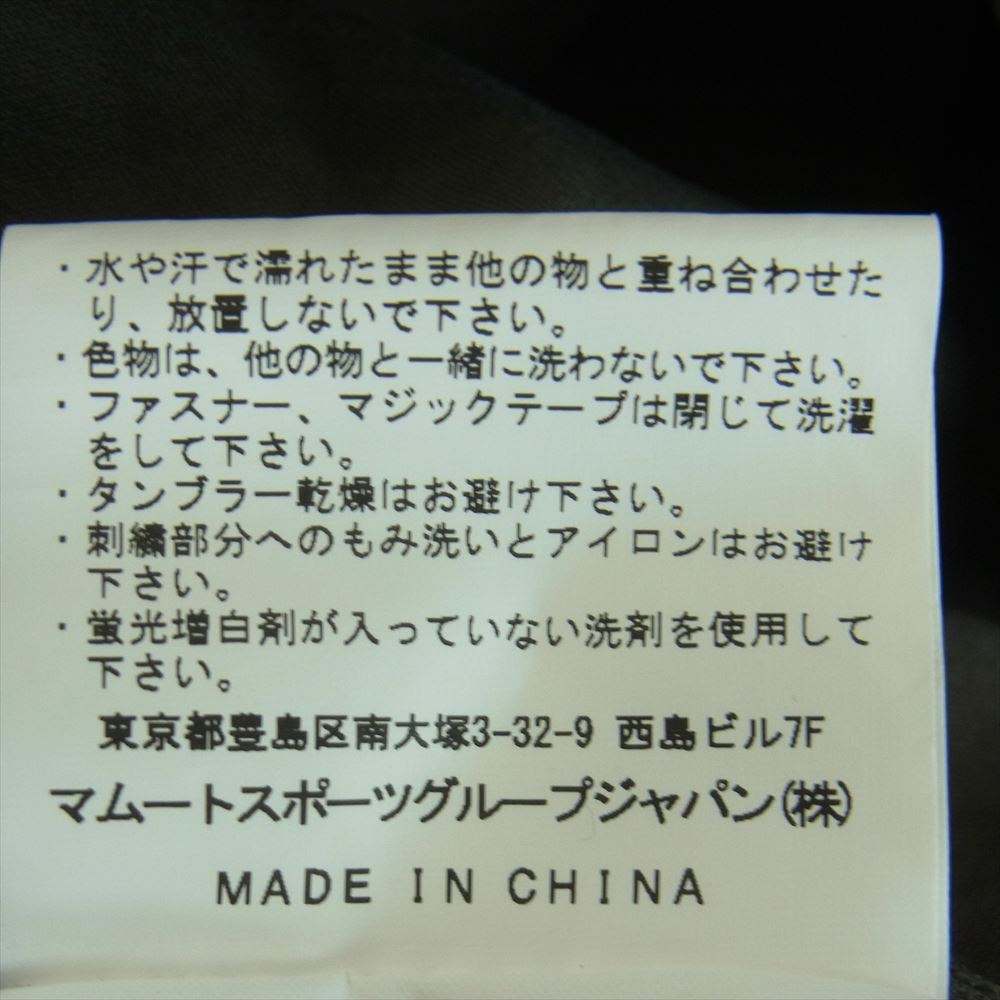 ・水や汗で濡れたまま他の物と重ね合わせた
り、放置しないで下さい。
・色物は、他の物と一緒に洗わないで下さい。
・ファスナー、マジックテープは閉じて洗濯
をして下さい。
・タンブラー乾燥はお避け下さい。
・刺繍部分へのもみ洗いとアイロンはお避け
下さい。
・蛍光増白剤が入っていない洗剤を使用して
下さい。
東京都豊島区南大塚3-32-9 西島ビル7F
マムートスポーツグループジャパン(株)
MADE IN CHINA